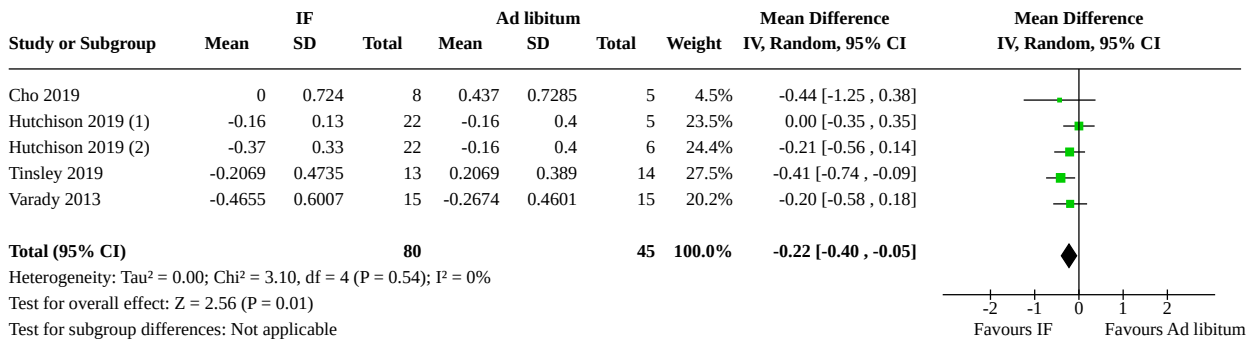 IF Ad libitum Mean Difference Mean Difference
Study or Subgroup Mean SD Total Mean SD Total Weight IV, Random, 95% CI IV, Random, 95% CI
Cho 2019 0 0.724 8 0.437 0.7285 5 4.5% -0.44 [-1.25 , 0.38]
Hutchison 2019 (1) -0.16 0.13 22 -0.16 0.4 5 23.5% 0.00 [-0.35 , 0.35]
Hutchison 2019 (2) -0.37 0.33 22 -0.16 0.4 6 24.4% -0.21 [-0.56 , 0.14]
Tinsley 2019 -0.2069 0.4735 13 0.2069 0.389 14 27.5% -0.41 [-0.74 , -0.09]
Varady 2013 -0.4655 0.6007 15 -0.2674 0.4601 15 20.2% -0.20 [-0.58 , 0.18]
Total (95% CI) 80 45 100.0% -0.22 [-0.40 , -0.05]
Heterogeneity: Tau² = 0.00; Chi² = 3.10, df = 4 (P = 0.54); I² = 0%
Test for overall effect: Z = 2.56 (P = 0.01) -2 -1 0 1 2
Test for subgroup differences: Not applicable Favours IF Favours Ad libitum